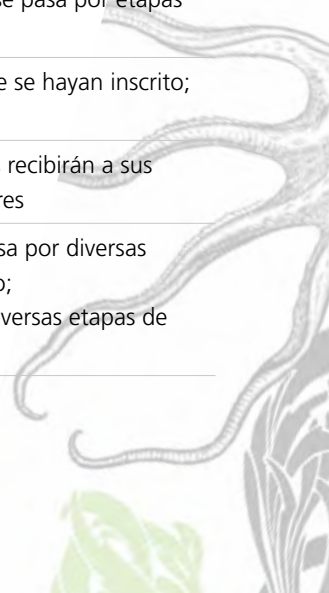 se pasa por etapas
e se hayan inscrito;
recibirán a sus
res
sa por diversas
o;
versas etapas de